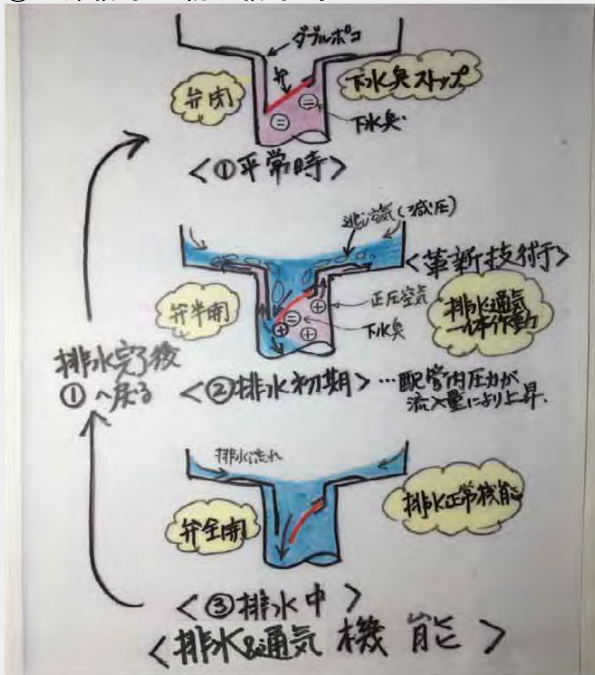 ダブルポコ
弁
弁閉
下水臭ストップ
下水臭
<①平常時>
通気(減圧)
<革新技術>
正圧空気
弁半開
下水臭
排水通気
一体作動
排水完了後
①へ戻る
<②排水初期>…配管内圧力が
流入量により上昇.
排水流れ
弁全開
排水正常機能
<③排水中>
<排水&通気 機能>